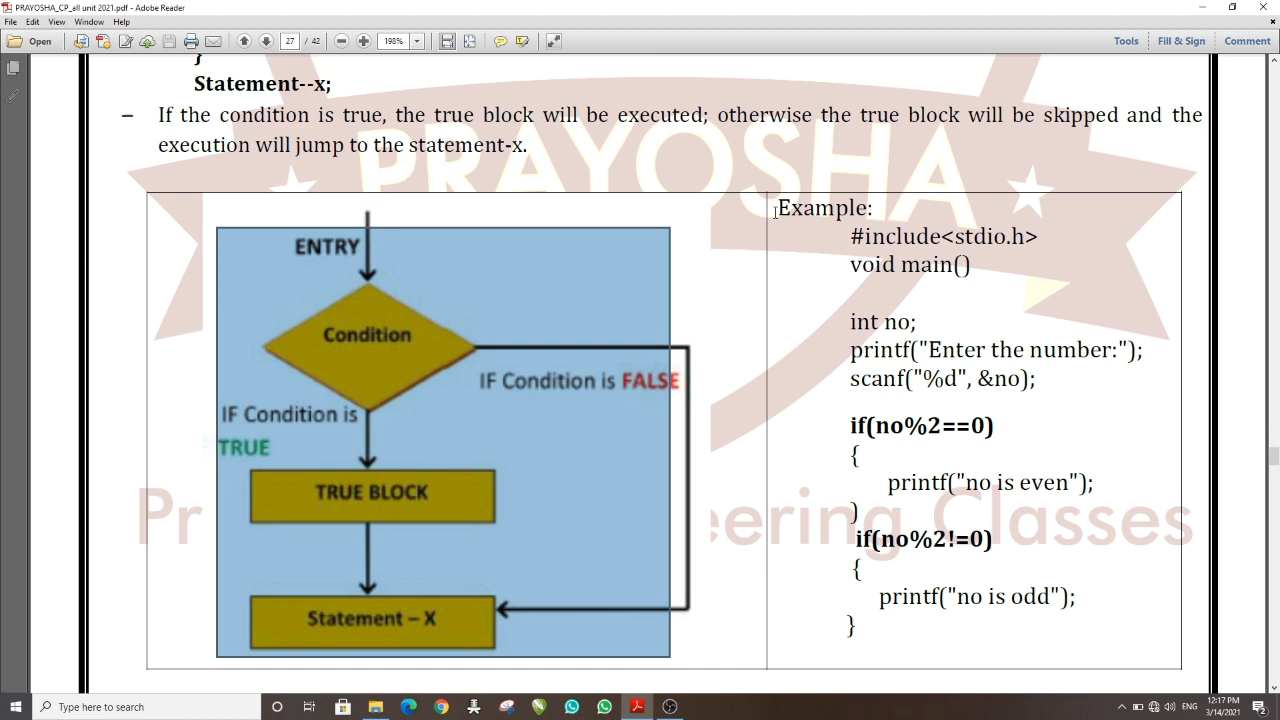 PRAYOSHA_CP_all unit 2021.pdf - Adobe Reader
File Edit View Window Help
Open 27 / 42 198% Tools Fill & Sign Comment
}
Statement--x;
– If the condition is true, the true block will be executed; otherwise the true block will be skipped and the
execution will jump to the statement-x.
PRAYOSHA
ENTRY
Condition
IF Condition is FALSE
IF Condition is
TRUE
TRUE BLOCK
Statement – X
Example:
#include<stdio.h>
void main()
int no;
printf("Enter the number:");
scanf("%d", &no);
if(no%2==0)
{
printf("no is even");
}
if(no%2!=0)
{
printf("no is odd");
}
Pr eering Classes
Type here to search
ENG
12:17 PM
3/14/2021
2